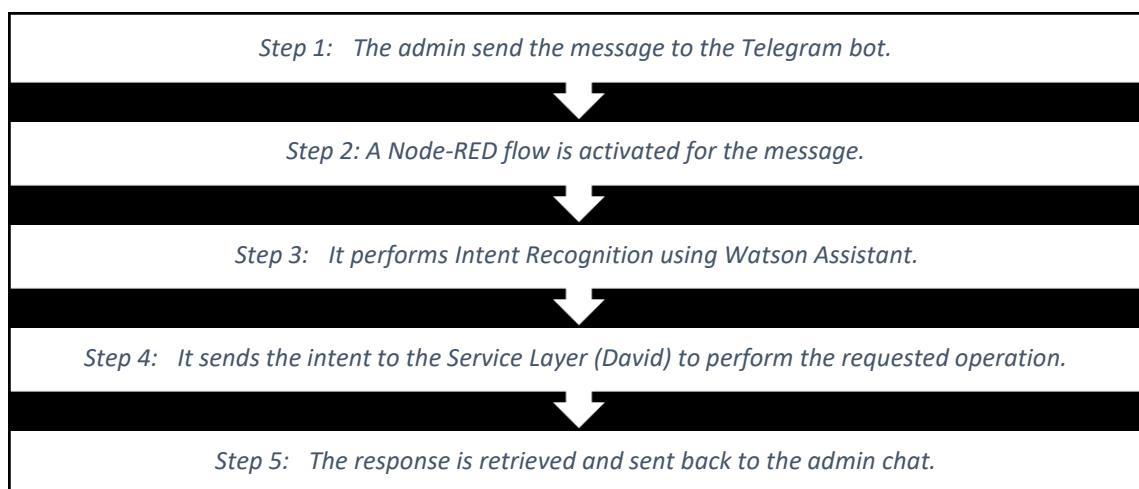 Step 1: The admin send the message to the Telegram bot.
Step 2: A Node-RED flow is activated for the message.
Step 3: It performs Intent Recognition using Watson Assistant.
Step 4: It sends the intent to the Service Layer (David) to perform the requested operation.
Step 5: The response is retrieved and sent back to the admin chat.